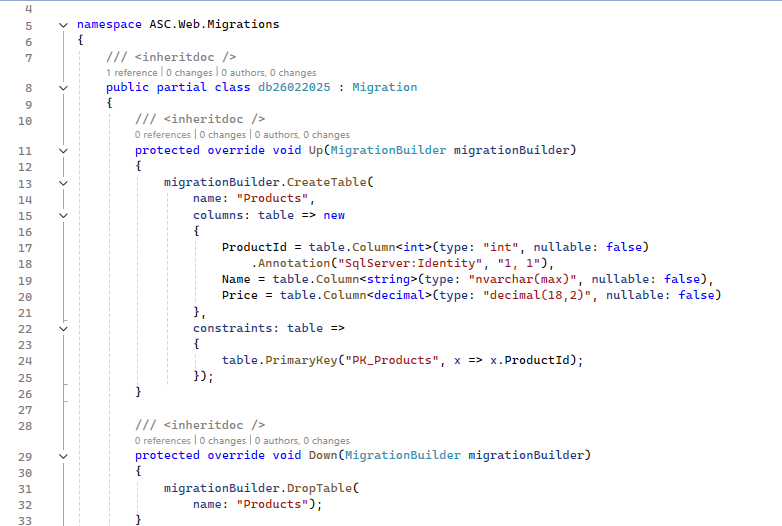 4
5 namespace ASC.Web.Migrations
6 {
7 /// <inheritdoc />
1 reference | 0 changes | 0 authors, 0 changes
8 public partial class db26022025 : Migration
9 {
10 /// <inheritdoc />
0 references | 0 changes | 0 authors, 0 changes
11 protected override void Up(MigrationBuilder migrationBuilder)
12 {
13 migrationBuilder.CreateTable(
14 name: "Products",
15 columns: table => new
16 {
17 ProductId = table.Column<int>(type: "int", nullable: false)
18 .Annotation("SqlServer:Identity", "1, 1"),
19 Name = table.Column<string>(type: "nvarchar(max)", nullable: false),
20 Price = table.Column<decimal>(type: "decimal(18,2)", nullable: false)
21 },
22 constraints: table =>
23 {
24 table.PrimaryKey("PK_Products", x => x.ProductId);
25 });
26 }
27
28 /// <inheritdoc />
0 references | 0 changes | 0 authors, 0 changes
29 protected override void Down(MigrationBuilder migrationBuilder)
30 {
31 migrationBuilder.DropTable(
32 name: "Products");
33 }